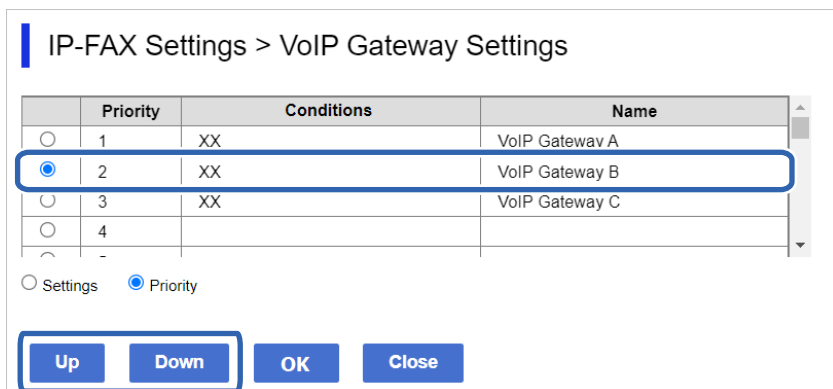 IP-FAX Settings > VoIP Gateway Settings
Priority Conditions Name
1 XX VoIP Gateway A
2 XX VoIP Gateway B
3 XX VoIP Gateway C
4
Settings Priority
Up Down OK Close